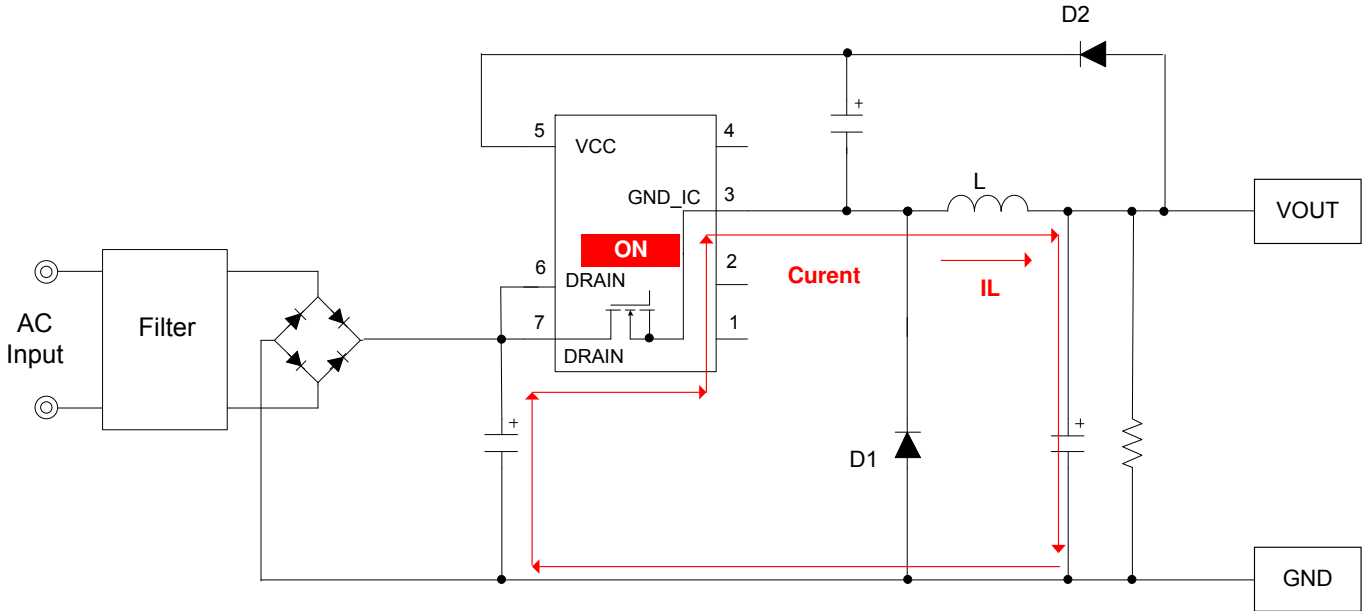 D2
+
5
VCC
4
GND_IC
3
L
VOUT
ON
6
DRAIN
2
Curent
IL
AC
Input
Filter
7
DRAIN
1
+
D1
+
GND